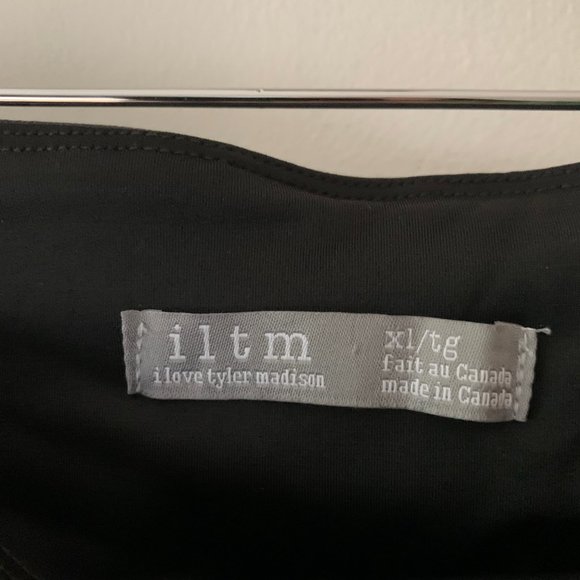 iltm
i love tyler madison
xl/tg
fait au Canada
made in Canada